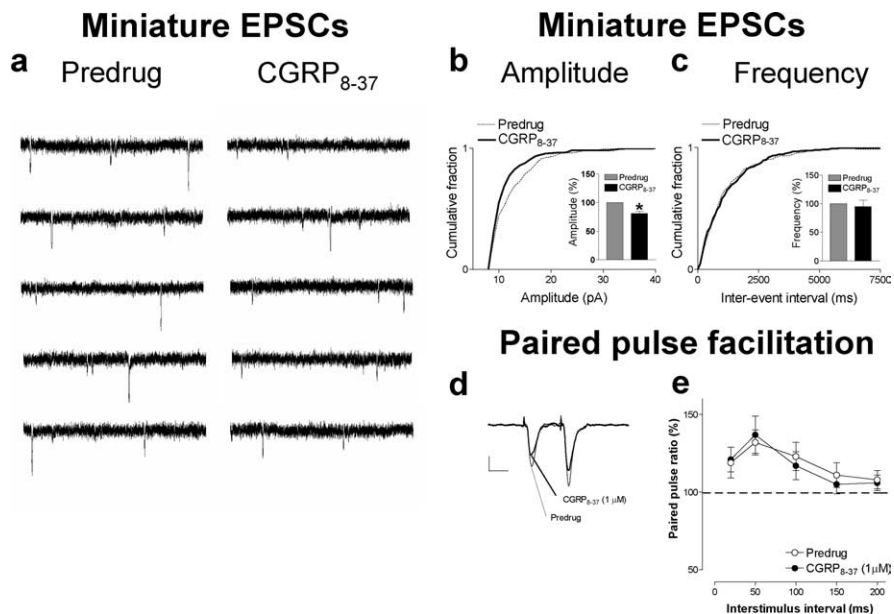 Miniature EPSCs
a
Predrug
CGRP8-37
Miniature EPSCs
b
Amplitude
Predrug
CGRP8-37
1
0
Cumulative fraction
10
20
30
40
Amplitude (pA)
Amplitude (%)
150
100
50
0
Predrug
CGRP8-37
*
c
Frequency
Predrug
CGRP8-37
1
0
Cumulative fraction
0
2500
5000
7500
Inter-event interval (ms)
Frequency (%)
150
100
50
0
Predrug
CGRP8-37
Paired pulse facilitation
d
CGRP8-37 (1 μM)
Predrug
e
Paired pulse ratio (%)
150
100
50
Predrug
CGRP8-37 (1μM)
0
50
100
150
200
Interstimulus interval (ms)